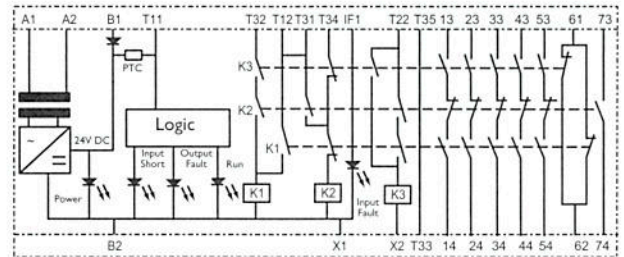 A1 A2 B1 T11 T32 T12 T31 T34 IF1 T22 T35 13 23 33 43 53 61 73
PTC
K3
K2
24V DC
Logic
K1
~
=
Input Short
Output Fault
Run
Power
K1
K2
Input Fault
K3
B2 X1 X2 T33 14 24 34 44 54 62 74